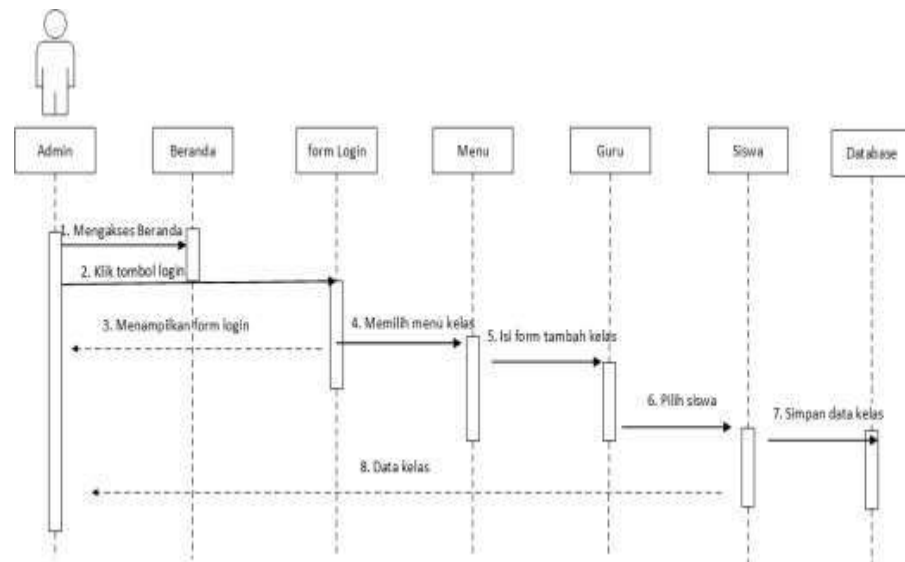 Admin
Beranda
form Login
Menu
Guru
Siswa
Database
1. Mengakses Beranda
2. Klik tombol login
3. Menampilkan form login
4. Memilih menu kelas
5. Isi form tambah kelas
6. Pilih siswa
7. Simpan data kelas
8. Data kelas